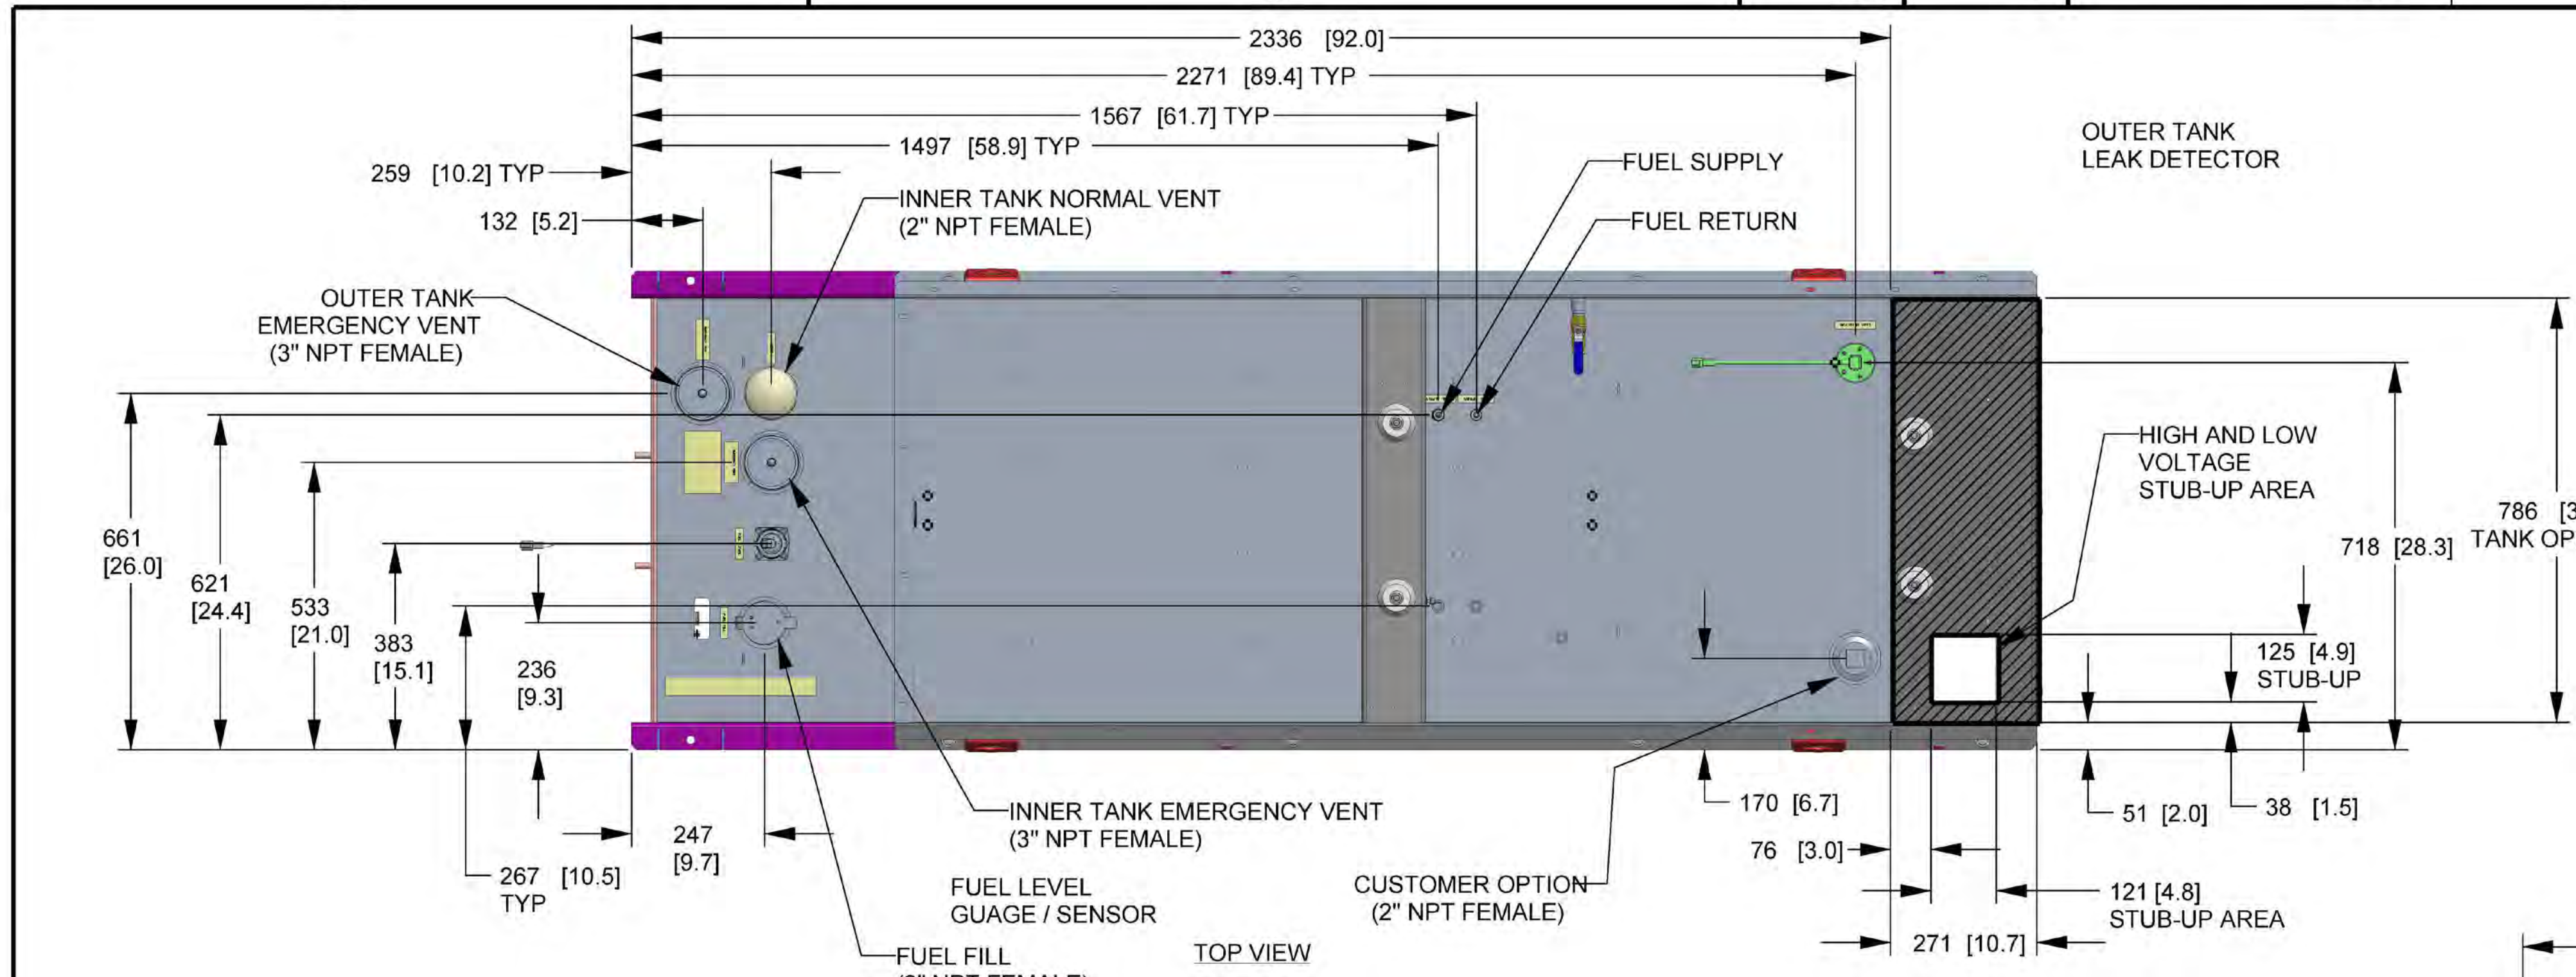 2336 [92.0]
2271 [89.4] TYP
1567 [61.7] TYP
1497 [58.9] TYP
259 [10.2] TYP
132 [5.2]
INNER TANK NORMAL VENT
(2" NPT FEMALE)
FUEL SUPPLY
FUEL RETURN
OUTER TANK
LEAK DETECTOR
OUTER TANK
EMERGENCY VENT
(3" NPT FEMALE)
HIGH AND LOW
VOLTAGE
STUB-UP AREA
661
[26.0]
621
[24.4]
533
[21.0]
383
[15.1]
236
[9.3]
786 [3
TANK OP
718 [28.3]
125 [4.9]
STUB-UP
267 [10.5]
TYP
247
[9.7]
INNER TANK EMERGENCY VENT
(3" NPT FEMALE)
170 [6.7]
51 [2.0]
38 [1.5]
76 [3.0]
121 [4.8]
STUB-UP AREA
271 [10.7]
FUEL LEVEL
GUAGE / SENSOR
CUSTOMER OPTION
(2" NPT FEMALE)
FUEL FILL
TOP VIEW